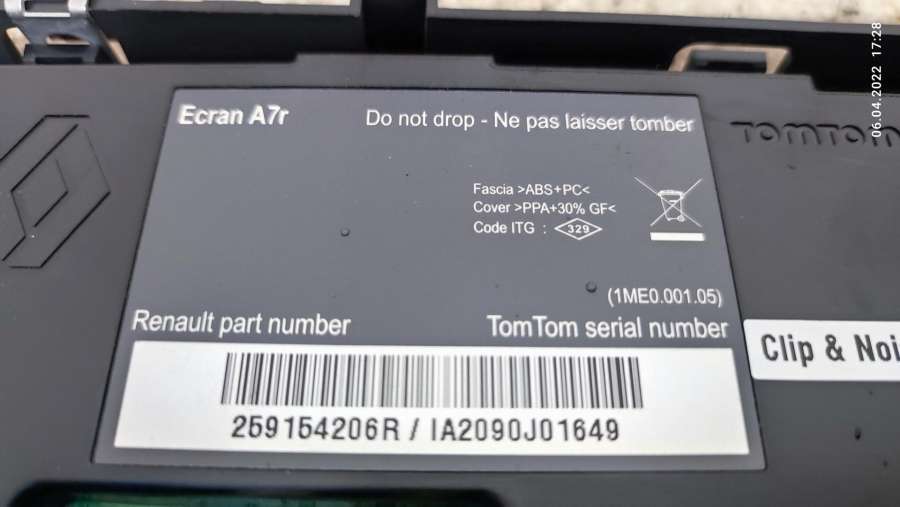 06.04.2022 17:28
Ecran A7r
Do not drop - Ne pas laisser tomber
TOMTOM
Fascia >ABS+PC<
Cover >PPA+30% GF<
Code ITG : 329
(1ME0.001.05)
Renault part number
TomTom serial number
Clip & Noi
259154206R / IA2090J01649